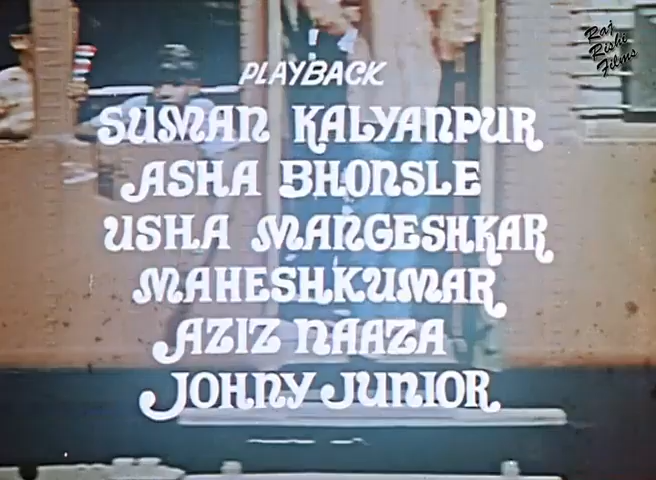 Raj
Rishi
Films
PLAYBACK
SUMAN KALYANPUR
ASHA BHONSLE
USHA MANGESHKAR
MAHESHKUMAR
AZIZ NAAZA
JOHNY JUNIOR